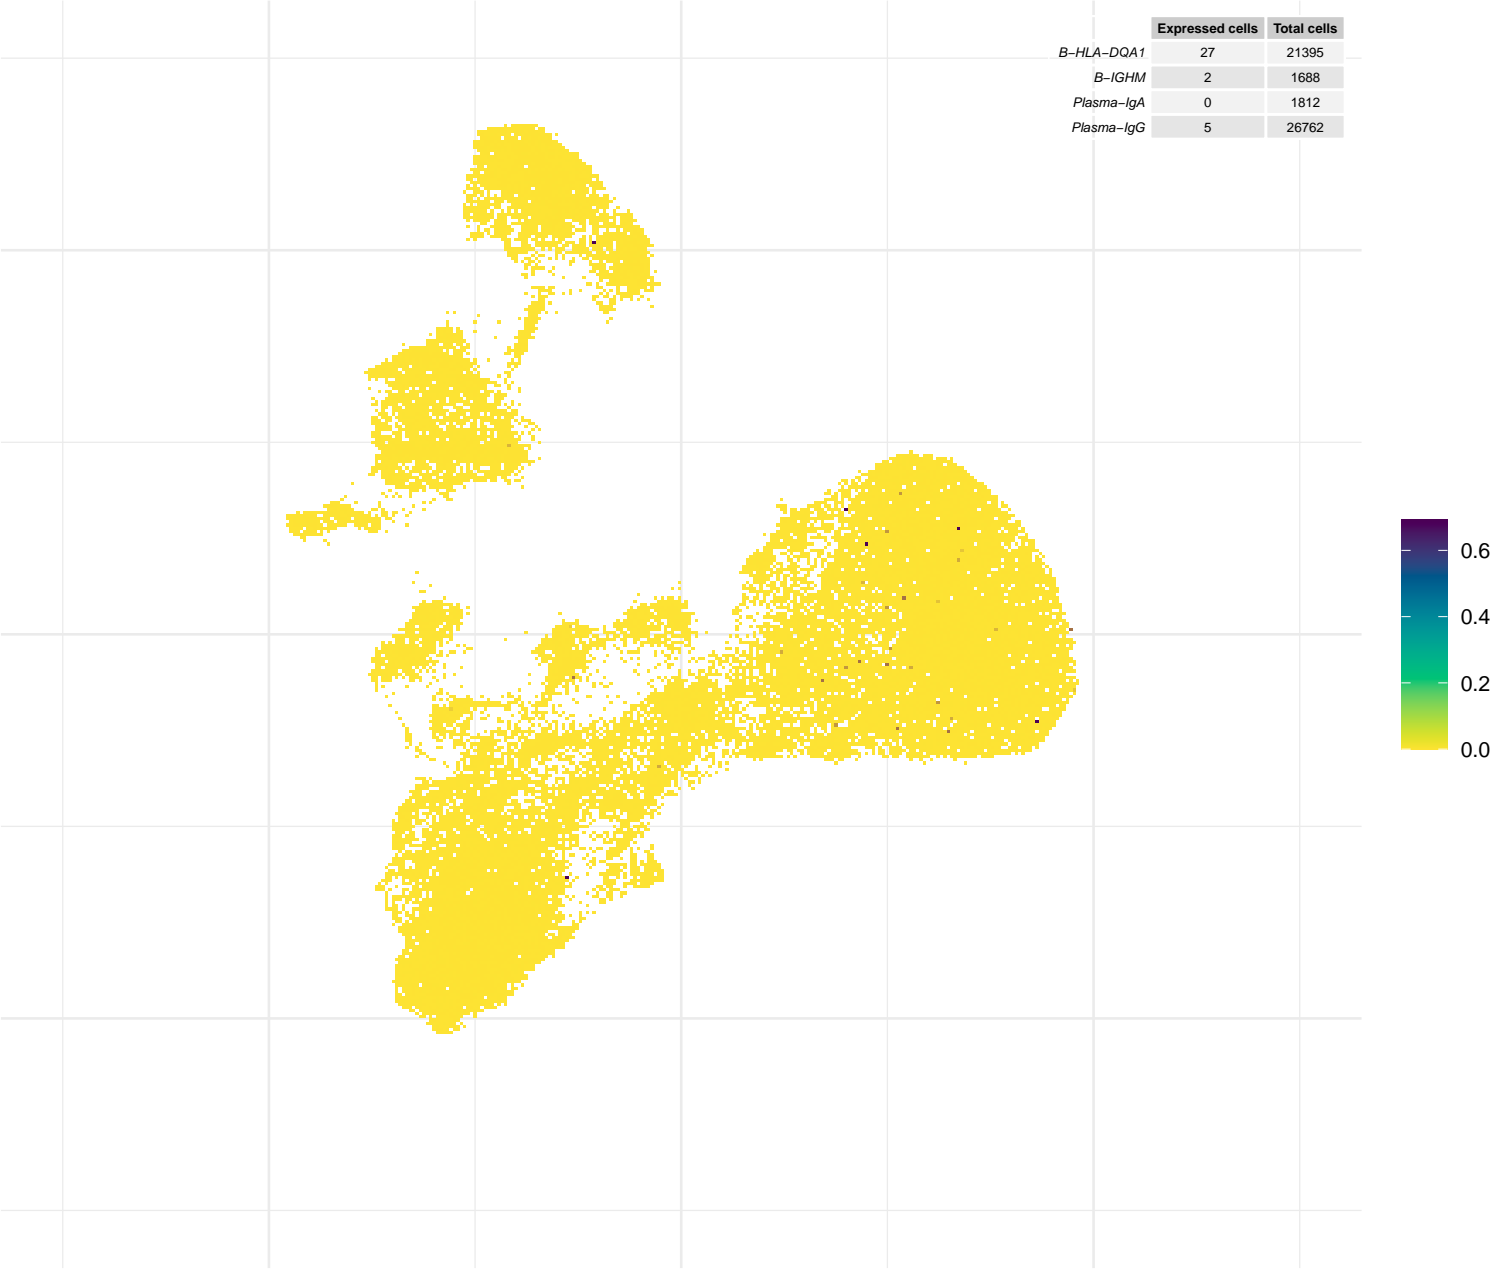 Expressed cells Total cells
B−HLA−DQA1 27 21395
B−IGHM 2 1688
Plasma−IgA 0 1812
Plasma−IgG 5 26762
0.6
0.4
0.2
0.0